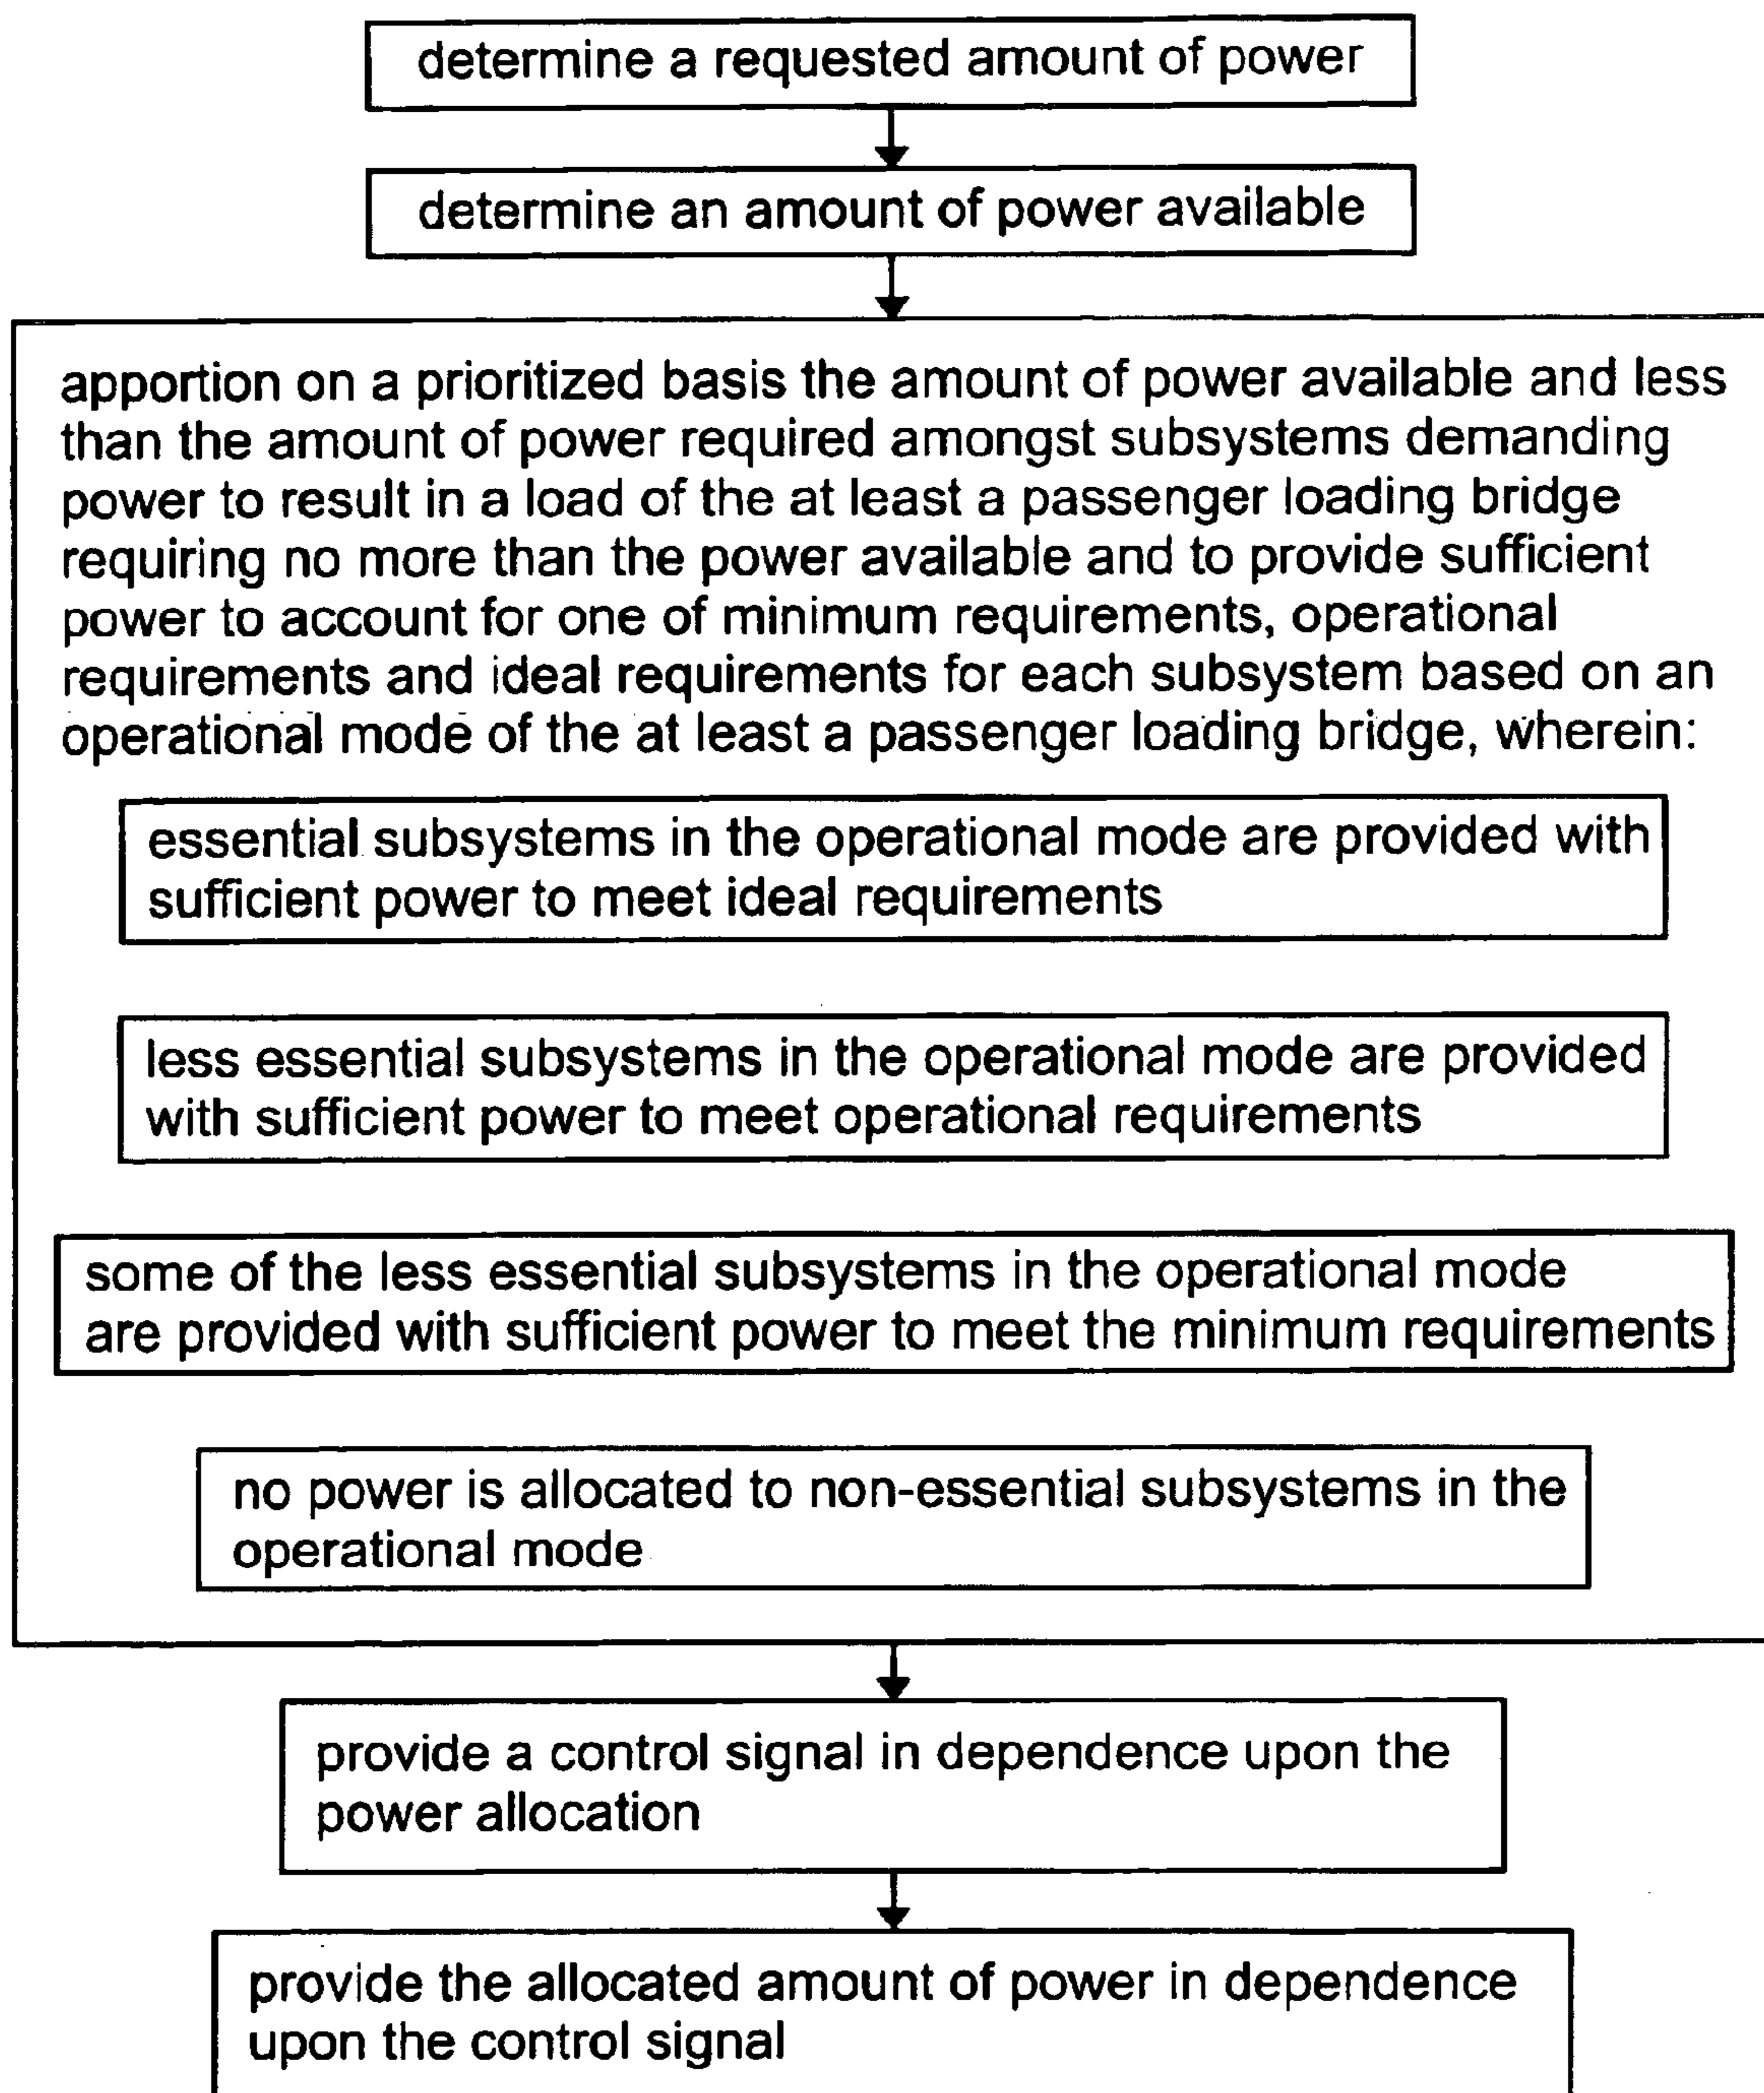 determine a requested amount of power
determine an amount of power available
apportion on a prioritized basis the amount of power available and less
than the amount of power required amongst subsystems demanding
power to result in a load of the at least a passenger loading bridge
requiring no more than the power available and to provide sufficient
power to account for one of minimum requirements, operational
requirements and ideal requirements for each subsystem based on an
operational mode of the at least a passenger loading bridge, wherein:
essential subsystems in the operational mode are provided with
sufficient power to meet ideal requirements
less essential subsystems in the operational mode are provided
with sufficient power to meet operational requirements
some of the less essential subsystems in the operational mode
are provided with sufficient power to meet the minimum requirements
no power is allocated to non-essential subsystems in the
operational mode
provide a control signal in dependence upon the
power allocation
provide the allocated amount of power in dependence
upon the control signal